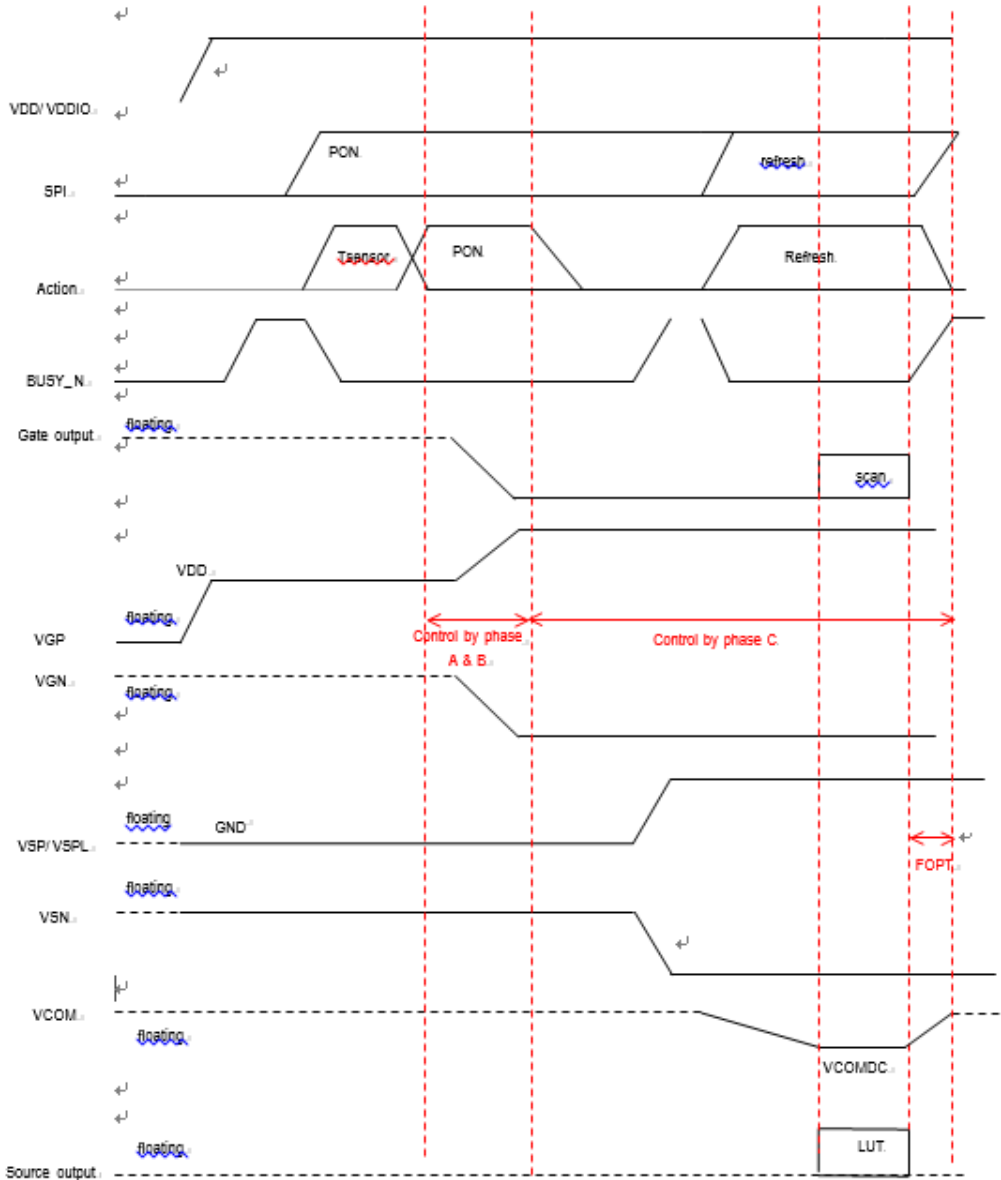 VDD/VDDIO
PON
refresh
SPI
Tsensor
PON
Refresh
Action
BUSY_N
floating
Gate output
scan
VDD
floating
VGP
Control by phase
A & B
Control by phase C
VGN
floating
floating
GND
VSP/VSPL
FOPT
floating
VSN
VCOM
floating
VCOMDC
floating
LUT
Source output